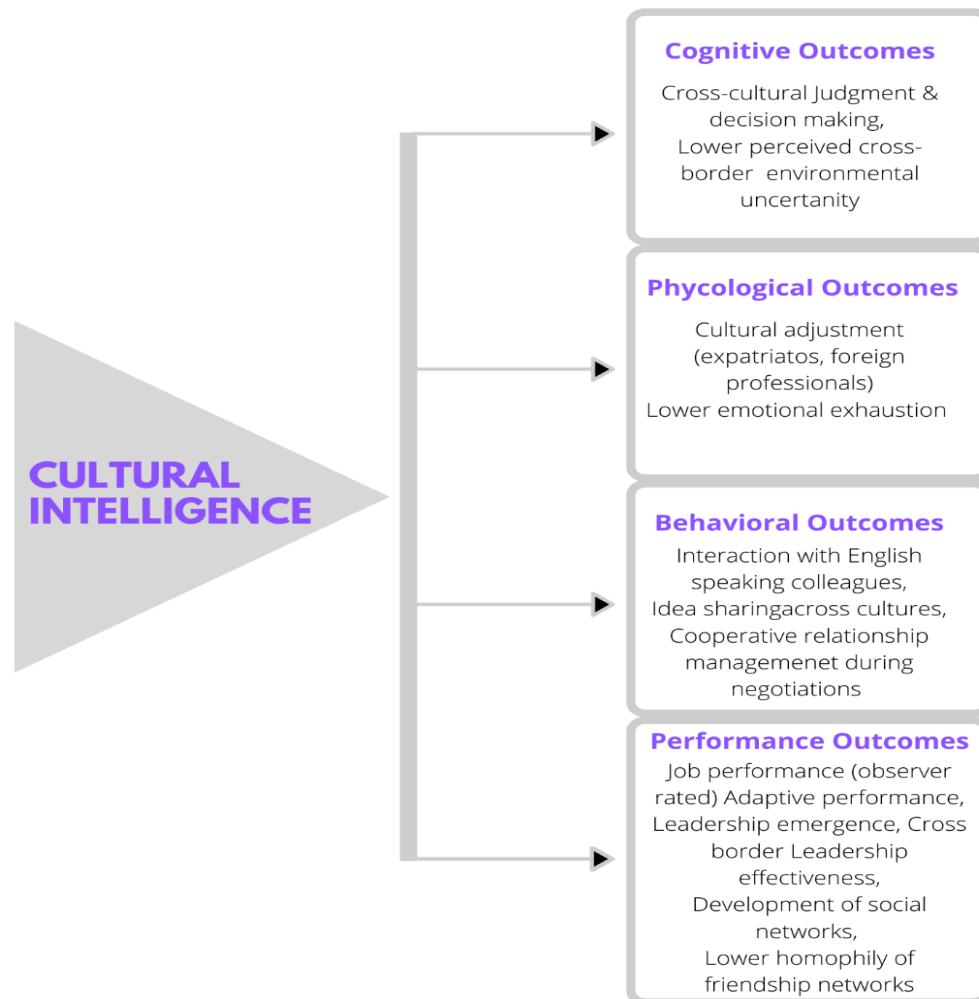 CULTURAL
INTELLIGENCE
Cognitive Outcomes
Cross-cultural Judgment &
decision making,
Lower perceived cross-
border environmental
uncertanity
Phycological Outcomes
Cultural adjustment
(expatriatos, foreign
professionals)
Lower emotional exhaustion
Behavioral Outcomes
Interaction with English
speaking colleagues,
Idea sharingacross cultures,
Cooperative relationship
managemenet during
negotiations
Performance Outcomes
Job performance (observer
rated) Adaptive performance,
Leadership emergence, Cross
border Leadership
effectiveness,
Development of social
networks,
Lower homophily of
friendship networks